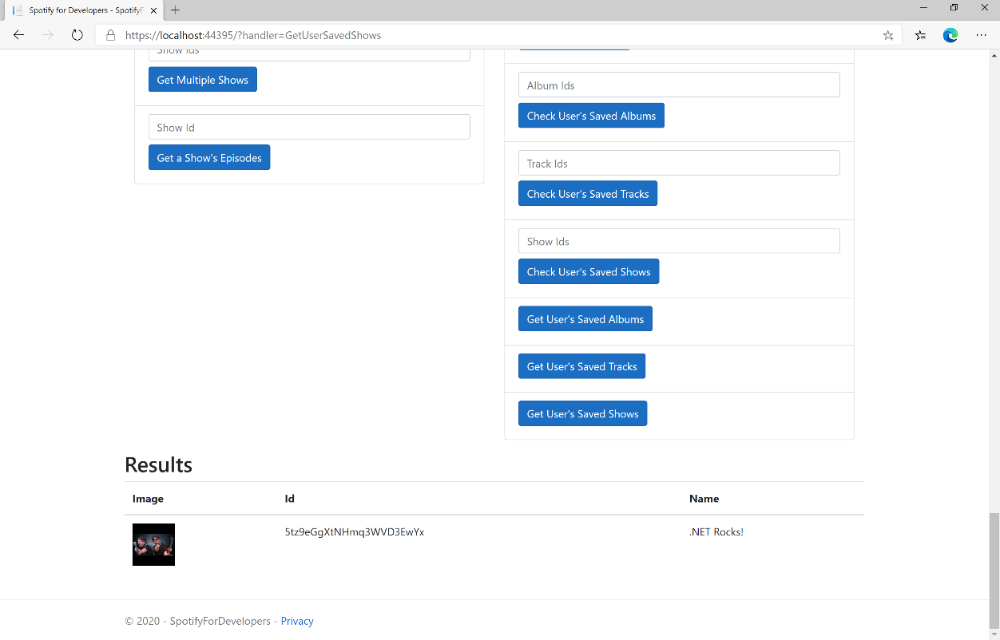 Spotify for Developers - SpotifyF
https://localhost:44395/?handler=GetUserSavedShows
Show Ids
Get Multiple Shows
Show Id
Get a Show's Episodes
Album Ids
Check User's Saved Albums
Track Ids
Check User's Saved Tracks
Show Ids
Check User's Saved Shows
Get User's Saved Albums
Get User's Saved Tracks
Get User's Saved Shows
Results
Image Id Name
5tz9eGgXtNHmq3WVD3EwYx .NET Rocks!
© 2020 - SpotifyForDevelopers - Privacy